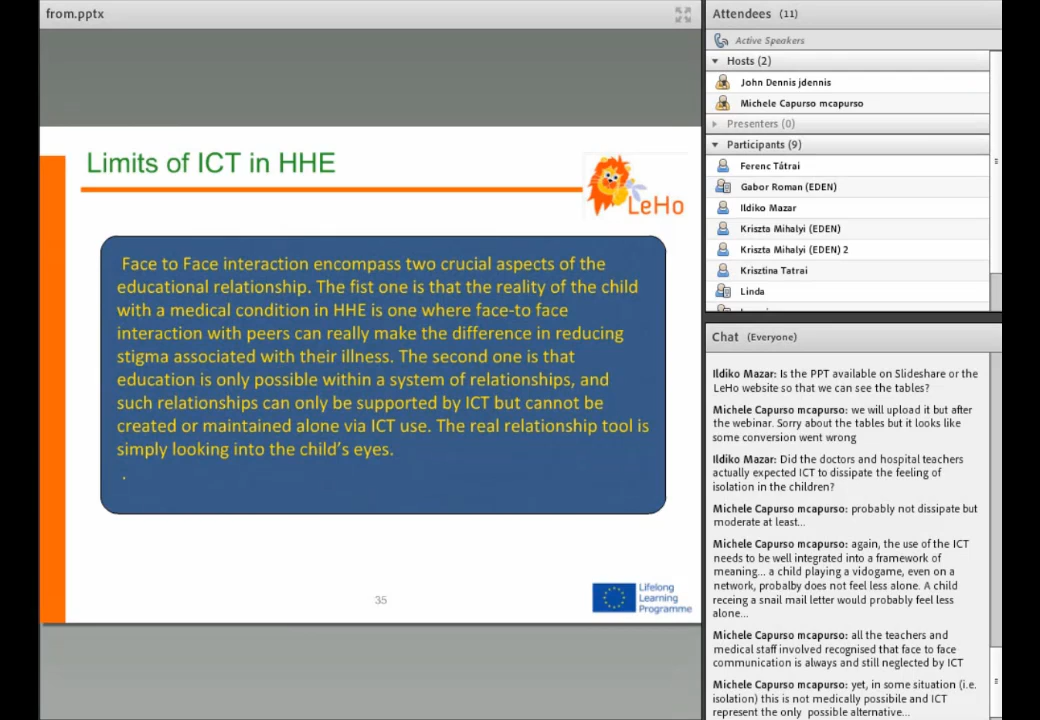 from.pptx
Limits of ICT in HHE
LeHo
Face to Face interaction encompass two crucial aspects of the
educational relationship. The fist one is that the reality of the child
with a medical condition in HHE is one where face-to face
interaction with peers can really make the difference in reducing
stigma associated with their illness. The second one is that
education is only possible within a system of relationships, and
such relationships can only be supported by ICT but cannot be
created or maintained alone via ICT use. The real relationship tool is
simply looking into the child's eyes.
.
35
Lifelong
Learning
Programme
Attendees (11)
Active Speakers
Hosts (2)
John Dennis jdennis
Michele Capurso mcapurso
Presenters (0)
Participants (9)
Ferenc Tátrai
Gabor Roman (EDEN)
Ildiko Mazar
Kriszta Mihalyi (EDEN)
Kriszta Mihalyi (EDEN) 2
Krisztina Tatrai
Linda
Chat (Everyone)
Ildiko Mazar: Is the PPT available on Slideshare or the
LeHo website so that we can see the tables?
Michele Capurso mcapurso: we will upload it but after
the webinar. Sorry about the tables but it looks like
some conversion went wrong
Ildiko Mazar: Did the doctors and hospital teachers
actually expected ICT to dissipate the feeling of
isolation in the children?
Michele Capurso mcapurso: probably not dissipate but
moderate at least...
Michele Capurso mcapurso: again, the use of the ICT
needs to be well integrated into a framework of
meaning... a child playing a vidogame, even on a
network, probalby does not feel less alone. A child
receing a snail mail letter would probably feel less
alone...
Michele Capurso mcapurso: all the teachers and
medical staff involved recognised that face to face
communication is always and still neglected by ICT
Michele Capurso mcapurso: yet, in some situation (i.e.
isolation) this is not medically possibile and ICT
represent the only possible alternative...